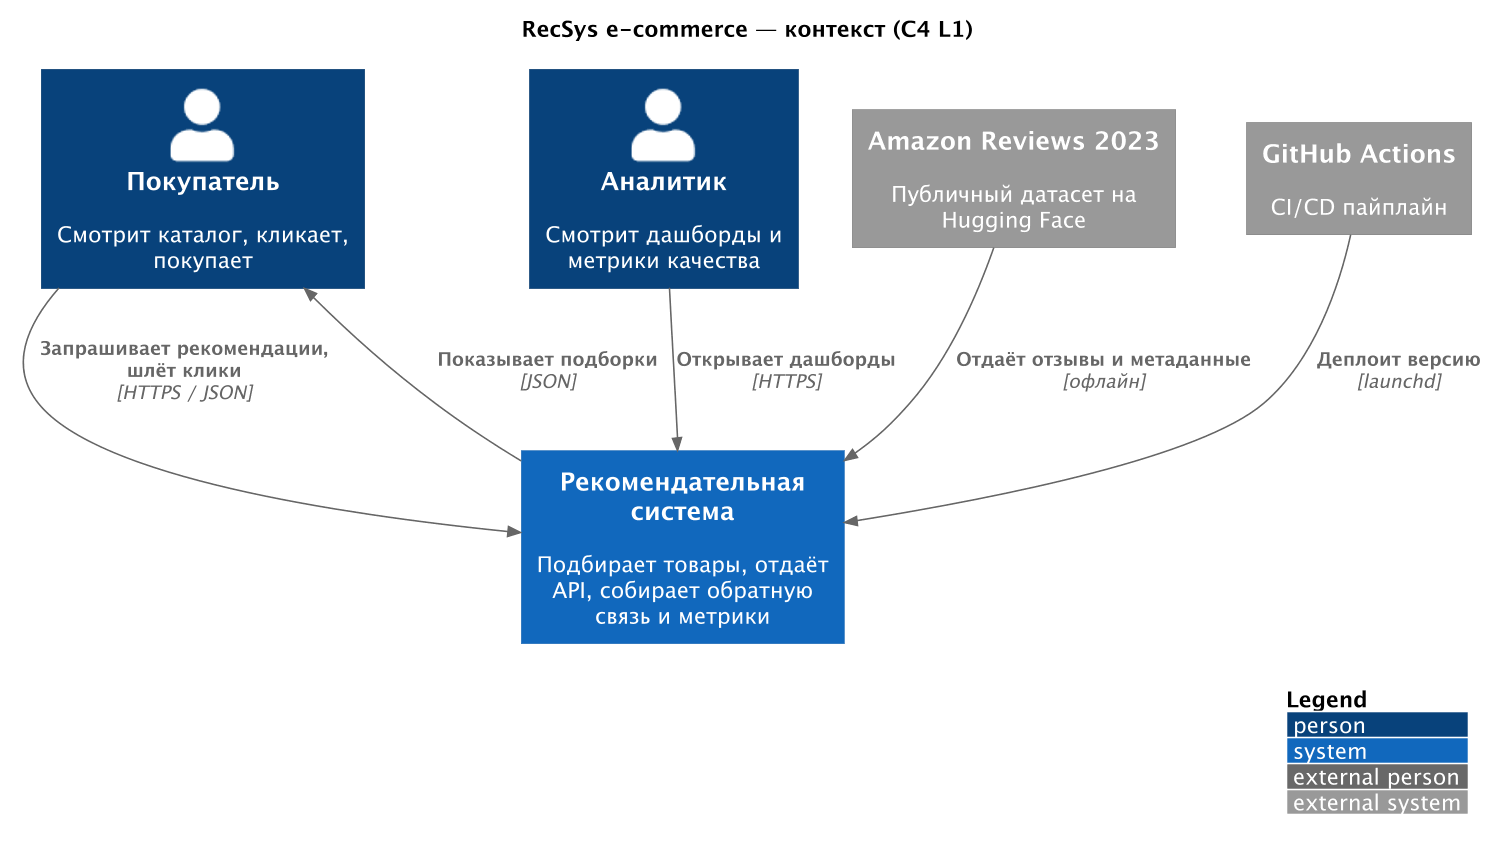 RecSys e-commerce — контекст (C4 L1)
Покупатель
Смотрит каталог, кликает,
покупает
Аналитик
Смотрит дашборды и
метрики качества
Amazon Reviews 2023
Публичный датасет на
Hugging Face
GitHub Actions
CI/CD пайплайн
Запрашивает рекомендации,
шлёт клики
[HTTPS / JSON]
Показывает подборки
[JSON]
Открывает дашборды
[HTTPS]
Отдаёт отзывы и метаданные
[офлайн]
Деплоит версию
[launchd]
Рекомендательная
система
Подбирает товары, отдаёт
API, собирает обратную
связь и метрики
Legend
person
system
external person
external system